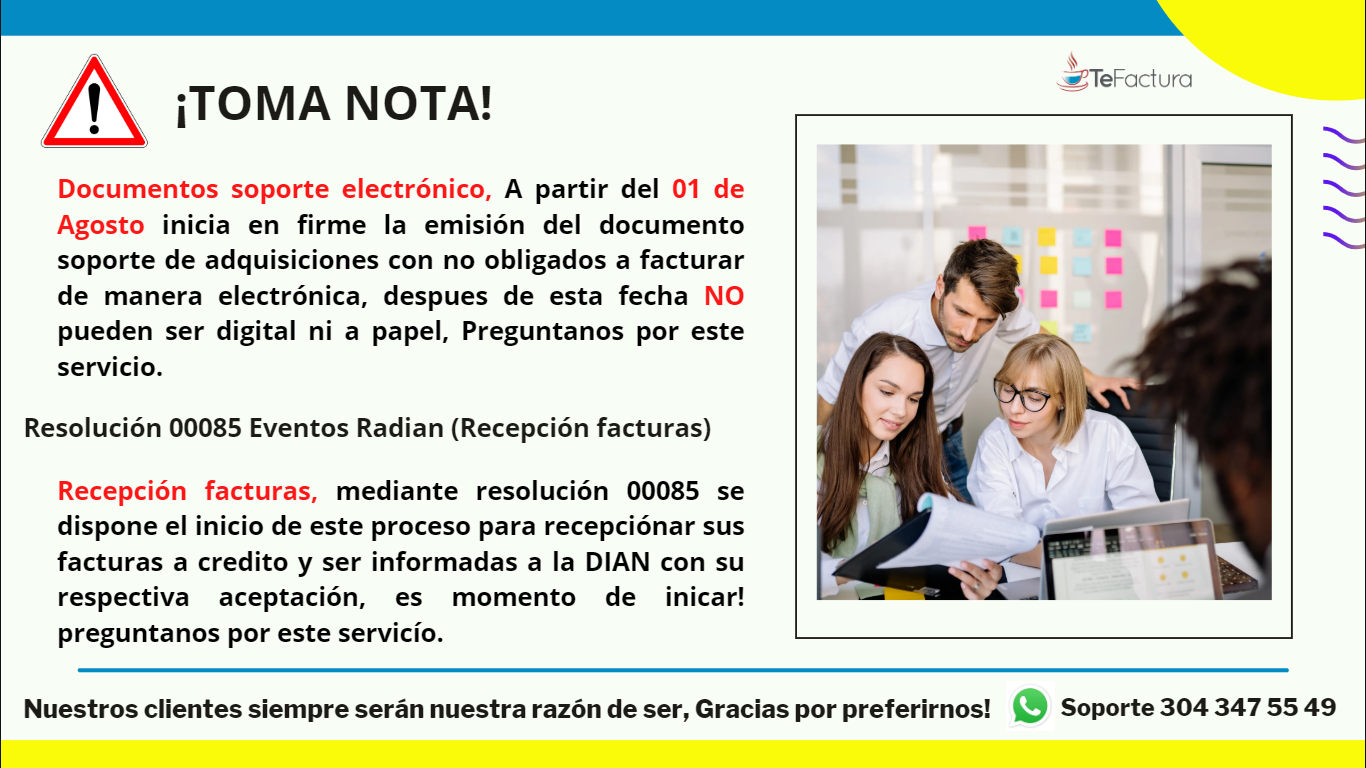 TeFactura
¡TOMA NOTA!
Documentos soporte electrónico, A partir del 01 de
Agosto inicia en firme la emisión del documento
soporte de adquisiciones con no obligados a facturar
de manera electrónica, despues de esta fecha NO
pueden ser digital ni a papel, Preguntanos por este
servicio.
Resolución 00085 Eventos Radian (Recepción facturas)
Recepción facturas, mediante resolución 00085 se
dispone el inicio de este proceso para recepciónar sus
facturas a credito y ser informadas a la DIAN con su
respectiva aceptación, es momento de inicar!
preguntanos por este servicío.
Nuestros clientes siempre serán nuestra razón de ser, Gracias por preferirnos!
Soporte 304 347 55 49